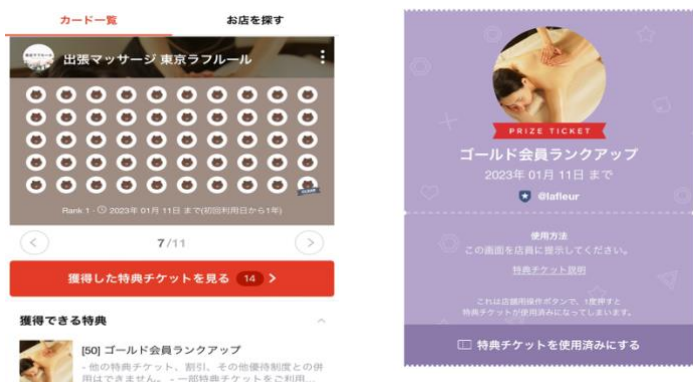 カード一覧
お店を探す
出張マッサージ 東京ラフルール
Rank 1 - 2023年 01月 11日 まで(初回利用日から1年)
7/11
獲得した特典チケットを見る 14
獲得できる特典
[50] ゴールド会員ランクアップ
- 他の特典チケット、割引、その他優待制度との併
用はできません。 - 一部特典チケットをご利用...
PRIZE TICKET
ゴールド会員ランクアップ
2023年 01月 11日 まで
@lafleur
使用方法
この画面を店員に提示してください。
特典チケット説明
これは店舗用操作ボタンで、1度押すと
特典チケットが使用済みになってしまいます。
特典チケットを使用済みにする